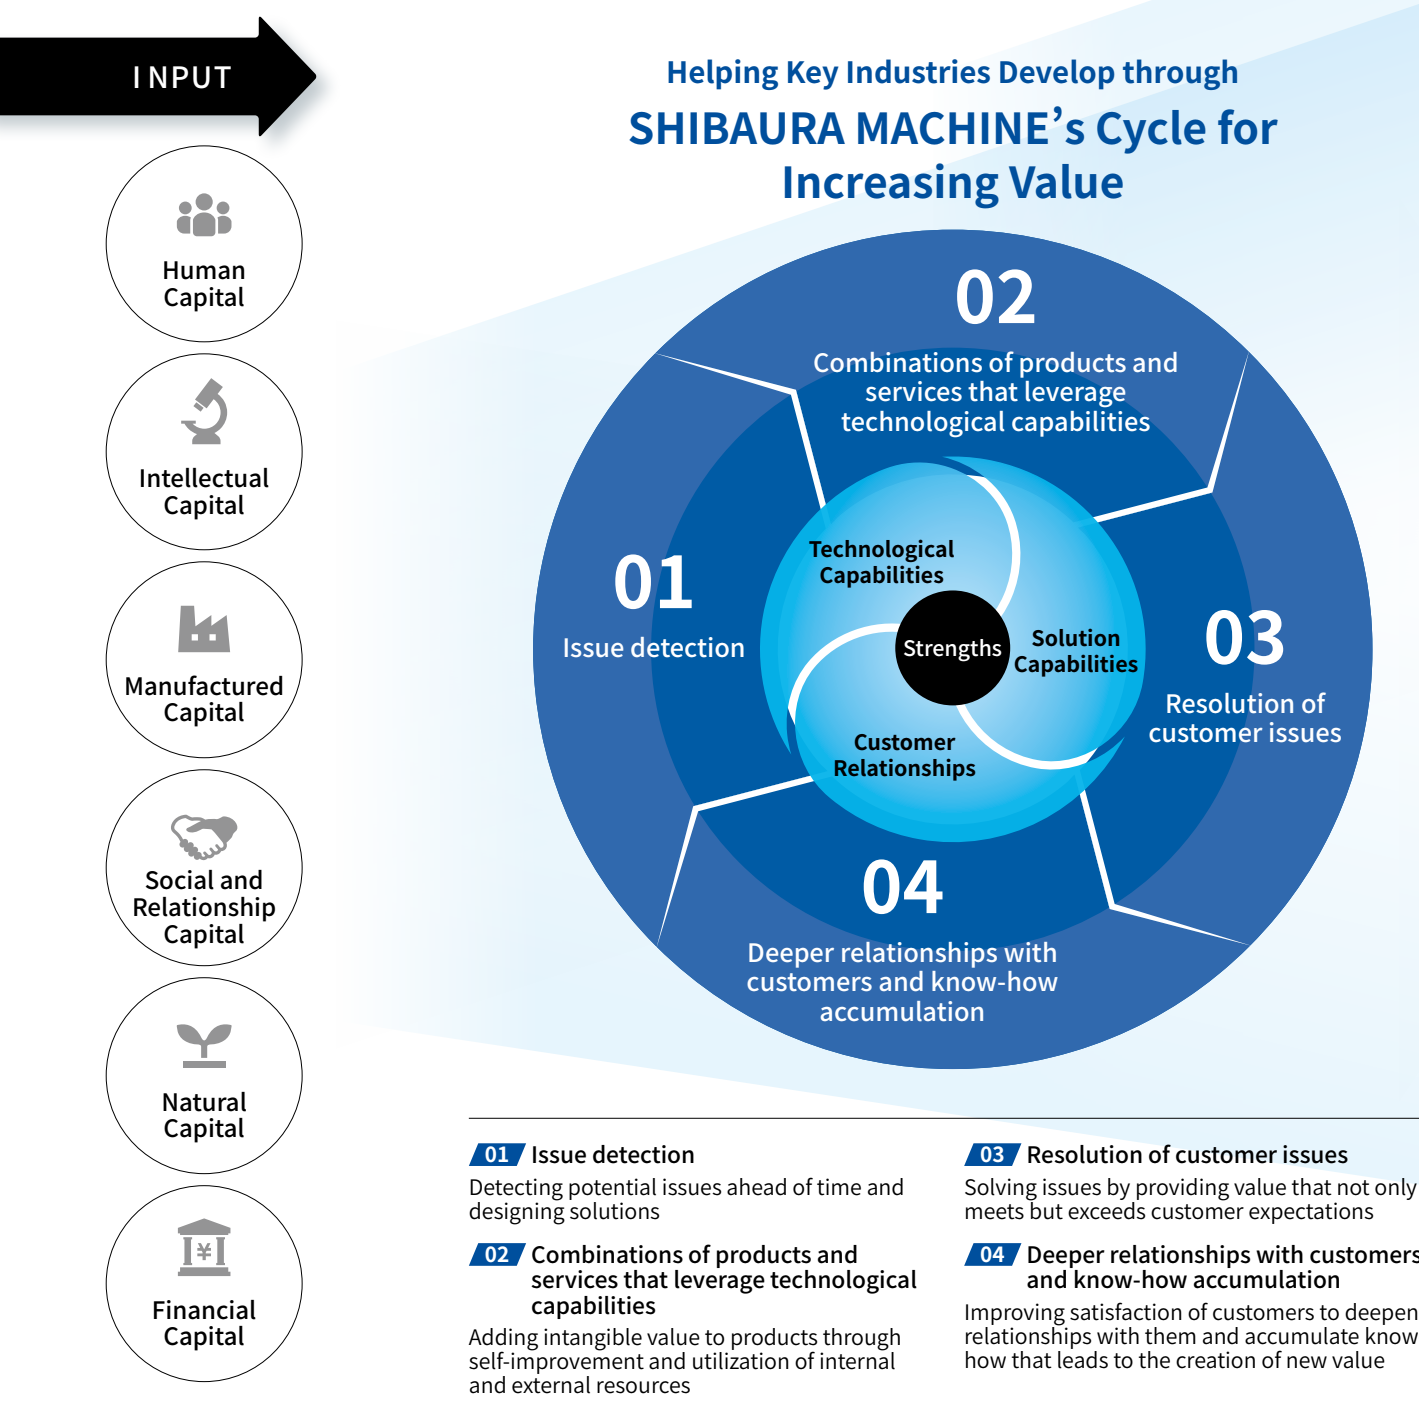 INPUT
Human
Capital
Intellectual
Capital
Manufactured
Capital
Social and
Relationship
Capital
Natural
Capital
¥
Financial
Capital
Helping Key Industries Develop through
SHIBAURA MACHINE’s Cycle for
Increasing Value
02
Combinations of products and
services that leverage
technological capabilities
01
Issue detection
03
Resolution of
customer issues
04
Deeper relationships with
customers and know-how
accumulation
Technological
Capabilities
Strengths
Solution
Capabilities
Customer
Relationships
01 Issue detection
Detecting potential issues ahead of time and
designing solutions
02 Combinations of products and
services that leverage technological
capabilities
Adding intangible value to products through
self-improvement and utilization of internal
and external resources
03 Resolution of customer issues
Solving issues by providing value that not only
meets but exceeds customer expectations
04 Deeper relationships with customers
and know-how accumulation
Improving satisfaction of customers to deepen
relationships with them and accumulate know
how that leads to the creation of new value